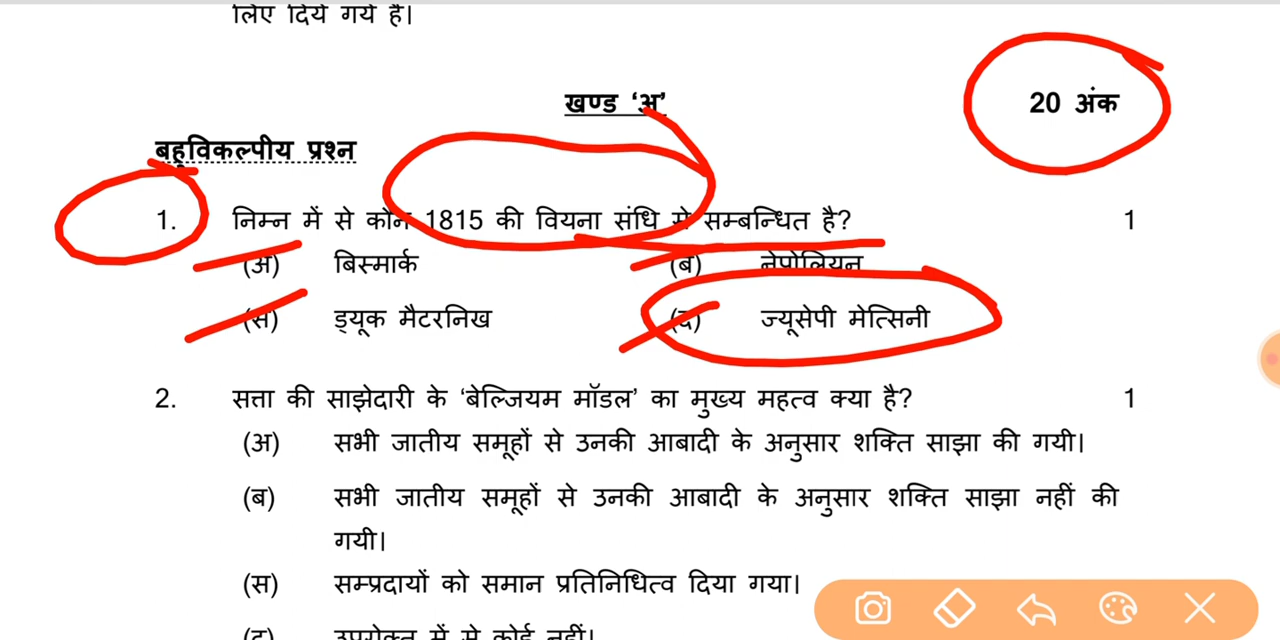 लिए दिये गये हैं।
खण्ड ‘अ’ 20 अंक
बहुविकल्पीय प्रश्न
1. निम्न में से कौन 1815 की वियना संधि से सम्बन्धित है? 1
(अ) बिस्मार्क (ब) नेपोलियन
(स) ड्यूक मैटरनिख (द) ज्यूसेपी मेत्सिनी
2. सत्ता की साझेदारी के ‘बेल्जियम मॉडल’ का मुख्य महत्व क्या है? 1
(अ) सभी जातीय समूहों से उनकी आबादी के अनुसार शक्ति साझा की गयी।
(ब) सभी जातीय समूहों से उनकी आबादी के अनुसार शक्ति साझा नहीं की
गयी।
(स) सम्प्रदायों को समान प्रतिनिधित्व दिया गया।
(द) उपरोक्त में से कोई नहीं।